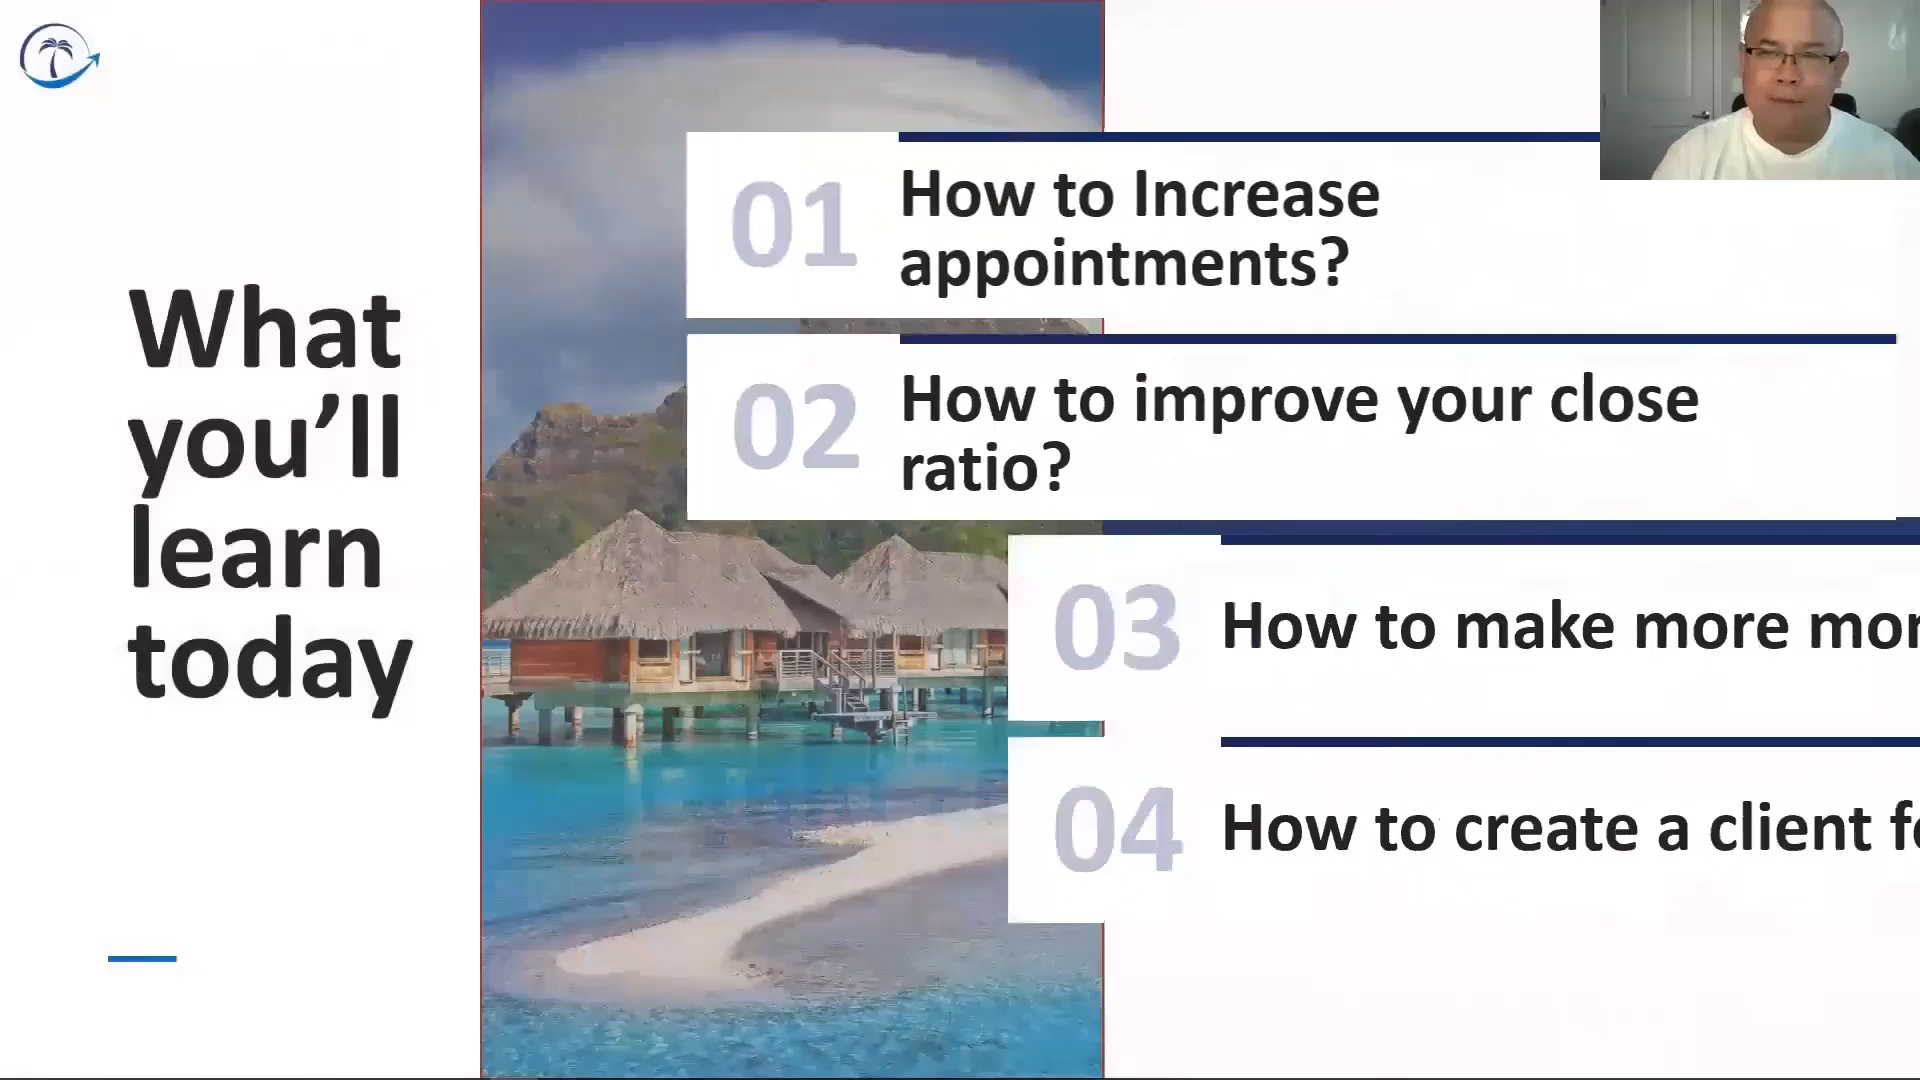 What
you’ll
learn
today
01
How to Increase
appointments?
02
How to improve your close
ratio?
03
How to make more
04
How to create a client